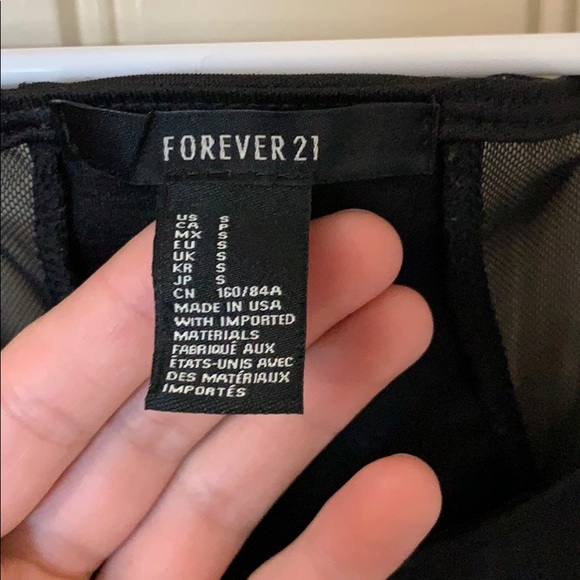 FOREVER 21
US S
CA P
MX S
EU S
UK S
KR S
JP S
CN 160/84A
MADE IN USA
WITH IMPORTED
MATERIALS
FABRIQUÉ AUX
ÉTATS-UNIS AVEC
DES MATÉRIAUX
IMPORTÉS